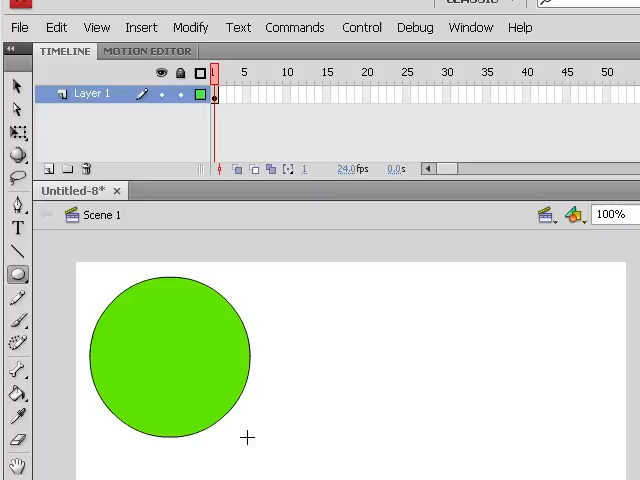 CLASSIC
File Edit View Insert Modify Text Commands Control Debug Window Help
TIMELINE MOTION EDITOR
1 5 10 15 20 25 30 35 40 45 50
Layer 1
1 24.0fps 0.0s
Untitled-8* ×
Scene 1 100%
T